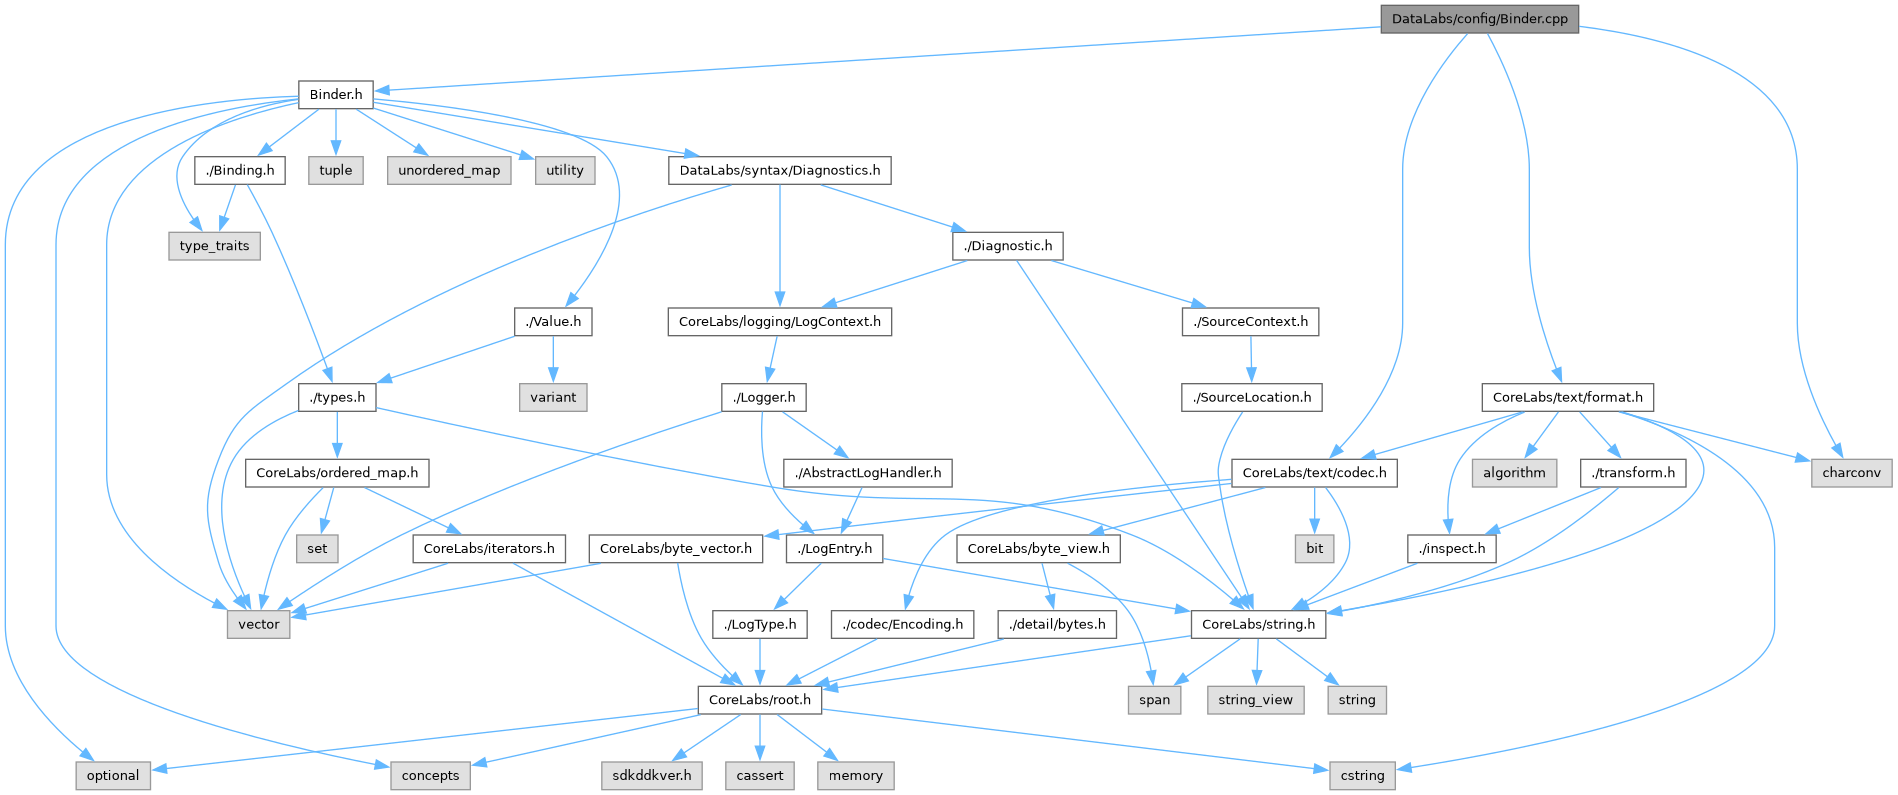 DataLabs/config/Binder.cpp
Binder.h
./Binding.h
tuple
unordered_map
utility
DataLabs/syntax/Diagnostics.h
type_traits
./Diagnostic.h
./Value.h
CoreLabs/logging/LogContext.h
./SourceContext.h
./types.h
variant
./Logger.h
./SourceLocation.h
CoreLabs/text/format.h
CoreLabs/ordered_map.h
./AbstractLogHandler.h
CoreLabs/text/codec.h
algorithm
./transform.h
charconv
set
CoreLabs/iterators.h
CoreLabs/byte_vector.h
./LogEntry.h
CoreLabs/byte_view.h
bit
./inspect.h
vector
./LogType.h
./codec/Encoding.h
./detail/bytes.h
CoreLabs/string.h
CoreLabs/root.h
span
string_view
string
optional
concepts
sdkddkver.h
cassert
memory
cstring